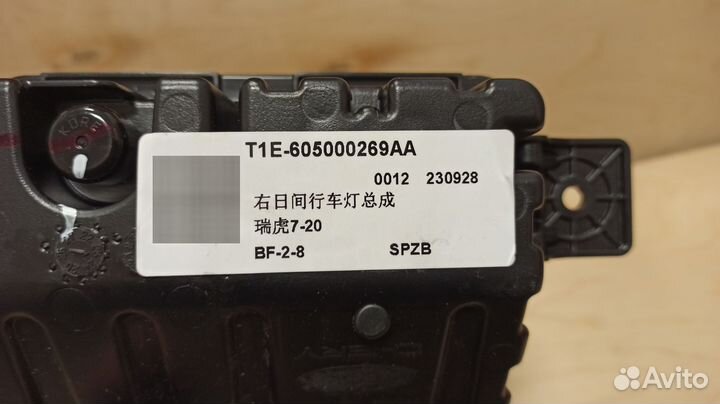 T1E-605000269AA
0012 230928
右日间行车灯总成
瑞虎7-20
BF-2-8 SPZB
Avito